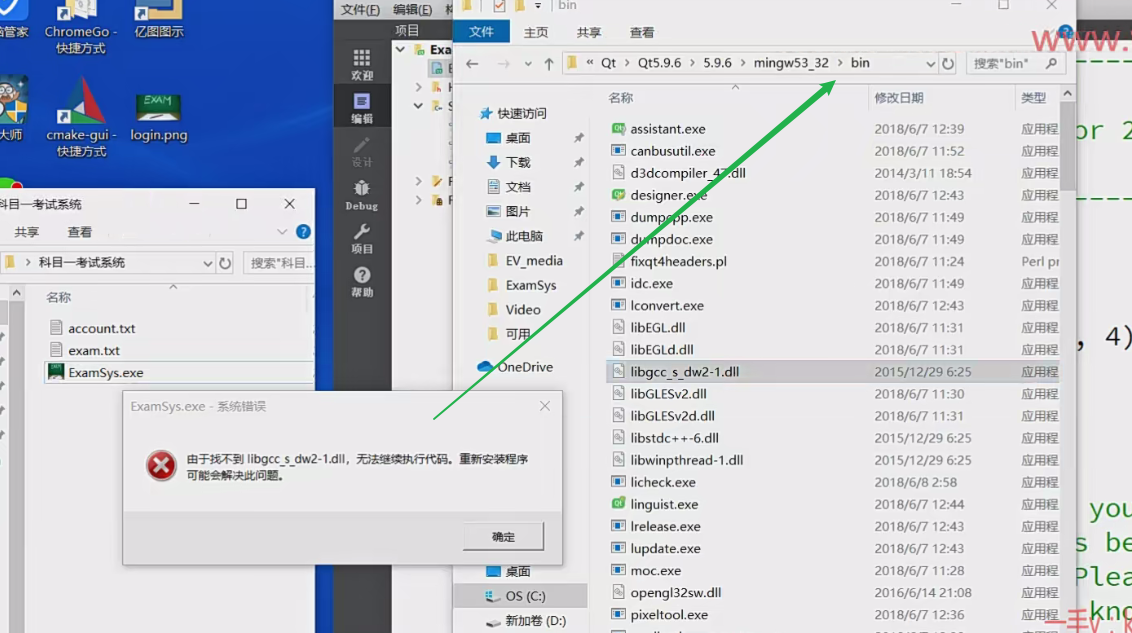 ChromeGo -
快捷方式
亿图图示
cmake-gui -
快捷方式
EXAM
login.png
大师
科目一考试系统
共享
查看
科目一考试系统
搜索"科目...
名称
account.txt
exam.txt
ExamSys.exe
ExamSys.exe - 系统错误
由于找不到 libgcc_s_dw2-1.dll，无法继续执行代码。重新安装程序
可能会解决此问题。
确定
文件(F)
编辑(E)
项目
欢迎
编辑
设计
Debug
项目
帮助
Exa
bin
文件
主页
共享
查看
« Qt › Qt5.9.6 › 5.9.6 › mingw53_32 › bin
搜索"bin"
快速访问
桌面
下载
文档
图片
此电脑
EV_media
ExamSys
Video
可用
OneDrive
桌面
OS (C:)
新加卷 (D:)
名称 修改日期 类型
assistant.exe 2018/6/7 12:39 应用程
canbusutil.exe 2018/6/7 11:52 应用程
d3dcompiler_47.dll 2014/3/11 18:54 应用程
designer.exe 2018/6/7 12:43 应用程
dumpcpp.exe 2018/6/7 11:49 应用程
dumpdoc.exe 2018/6/7 11:49 应用程
fixqt4headers.pl 2018/6/7 11:24 Perl pr
idc.exe 2018/6/7 11:49 应用程
lconvert.exe 2018/6/7 12:43 应用程
libEGL.dll 2018/6/7 11:31 应用程
libEGLd.dll 2018/6/7 11:31 应用程
libgcc_s_dw2-1.dll 2015/12/29 6:25 应用程
libGLESv2.dll 2018/6/7 11:30 应用程
libGLESv2d.dll 2018/6/7 11:31 应用程
libstdc++-6.dll 2015/12/29 6:25 应用程
libwinpthread-1.dll 2015/12/29 6:25 应用程
licheck.exe 2018/6/8 2:58 应用程
linguist.exe 2018/6/7 12:44 应用程
lrelease.exe 2018/6/7 12:43 应用程
lupdate.exe 2018/6/7 12:43 应用程
moc.exe 2018/6/7 11:28 应用程
opengl32sw.dll 2016/6/14 21:08 应用程
pixeltool.exe 2018/6/7 12:36 应用程
www.
or 2
, 4)
you
s be
Plea
kno